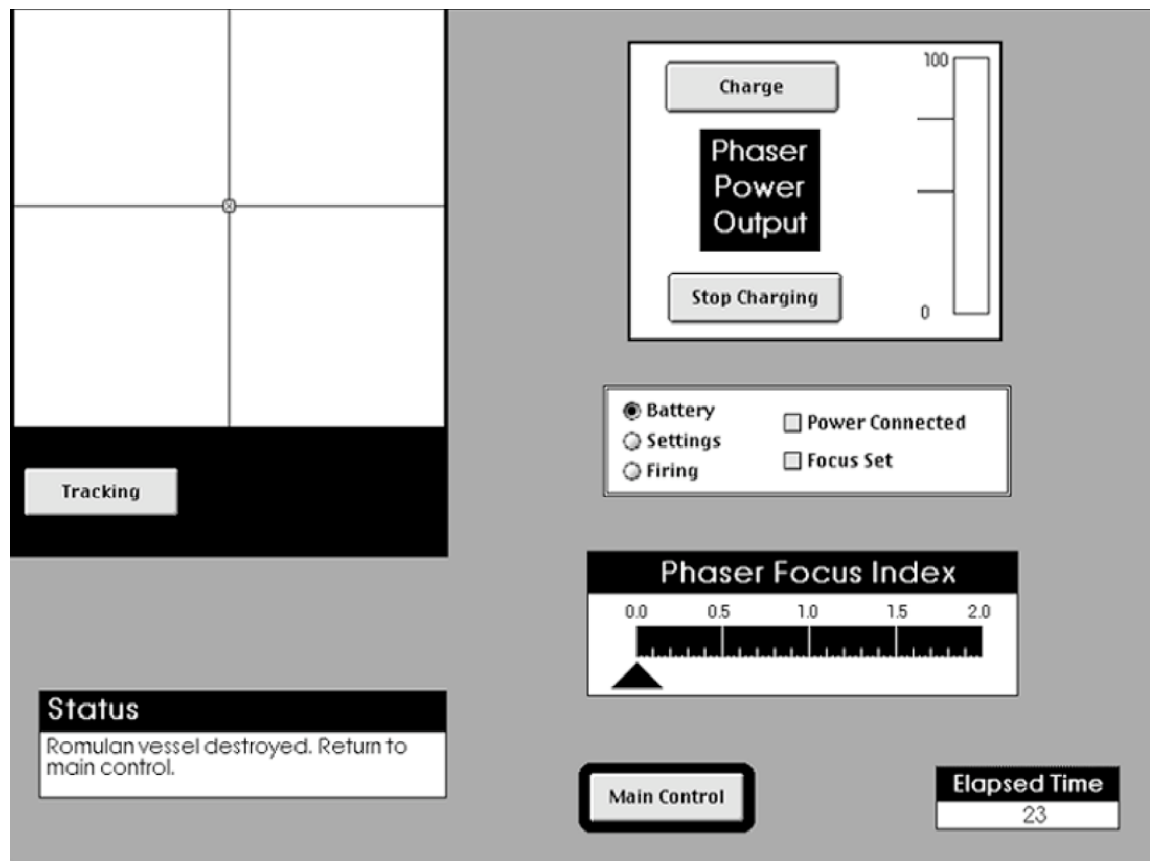 Tracking
Status
Romulan vessel destroyed. Return to
main control.
Charge
Phaser
Power
Output
Stop Charging
100
0
Battery
Settings
Firing
Power Connected
Focus Set
Phaser Focus Index
0.0 0.5 1.0 1.5 2.0
Main Control
Elapsed Time
23